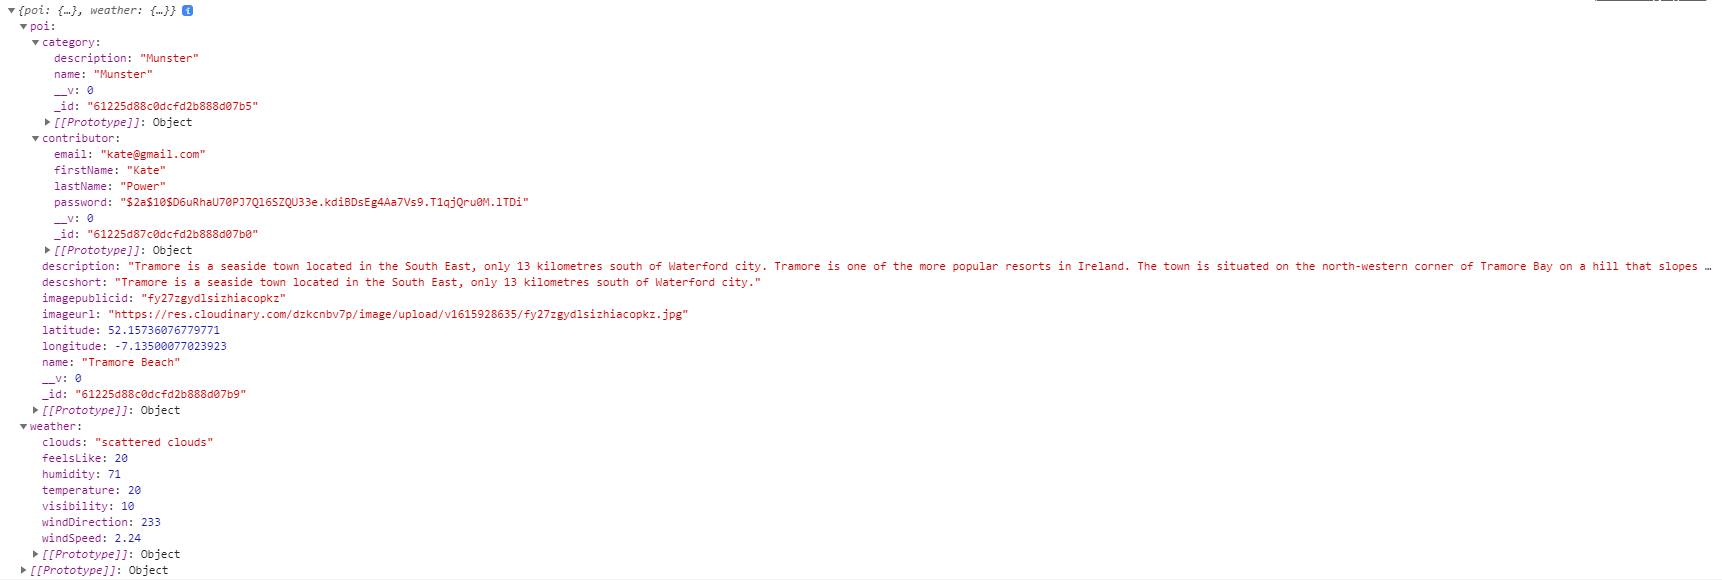 {poi: {…}, weather: {…}} i
poi:
category:
description: "Munster"
name: "Munster"
__v: 0
_id: "61225d88c0dcfd2b888d07b5"
[[Prototype]]: Object
contributor:
email: "kate@gmail.com"
firstName: "Kate"
lastName: "Power"
password: "$2a$10$D6uRhaU70PJ7Ql6SZQU33e.kdiBDsEg4Aa7Vs9.T1qjQru0M.lTDi"
__v: 0
_id: "61225d87c0dcfd2b888d07b0"
[[Prototype]]: Object
description: "Tramore is a seaside town located in the South East, only 13 kilometres south of Waterford city. Tramore is one of the more popular resorts in Ireland. The town is situated on the north-western corner of Tramore Bay on a hill that slopes …
descshort: "Tramore is a seaside town located in the South East, only 13 kilometres south of Waterford city."
imagepublicid: "fy27zgydlsizhiacopkz"
imageurl: "https://res.cloudinary.com/dzkcnbv7p/image/upload/v1615928635/fy27zgydlsizhiacopkz.jpg"
latitude: 52.15736076779771
longitude: -7.13500077023923
name: "Tramore Beach"
__v: 0
_id: "61225d88c0dcfd2b888d07b9"
[[Prototype]]: Object
weather:
clouds: "scattered clouds"
feelsLike: 20
humidity: 71
temperature: 20
visibility: 10
windDirection: 233
windSpeed: 2.24
[[Prototype]]: Object
[[Prototype]]: Object